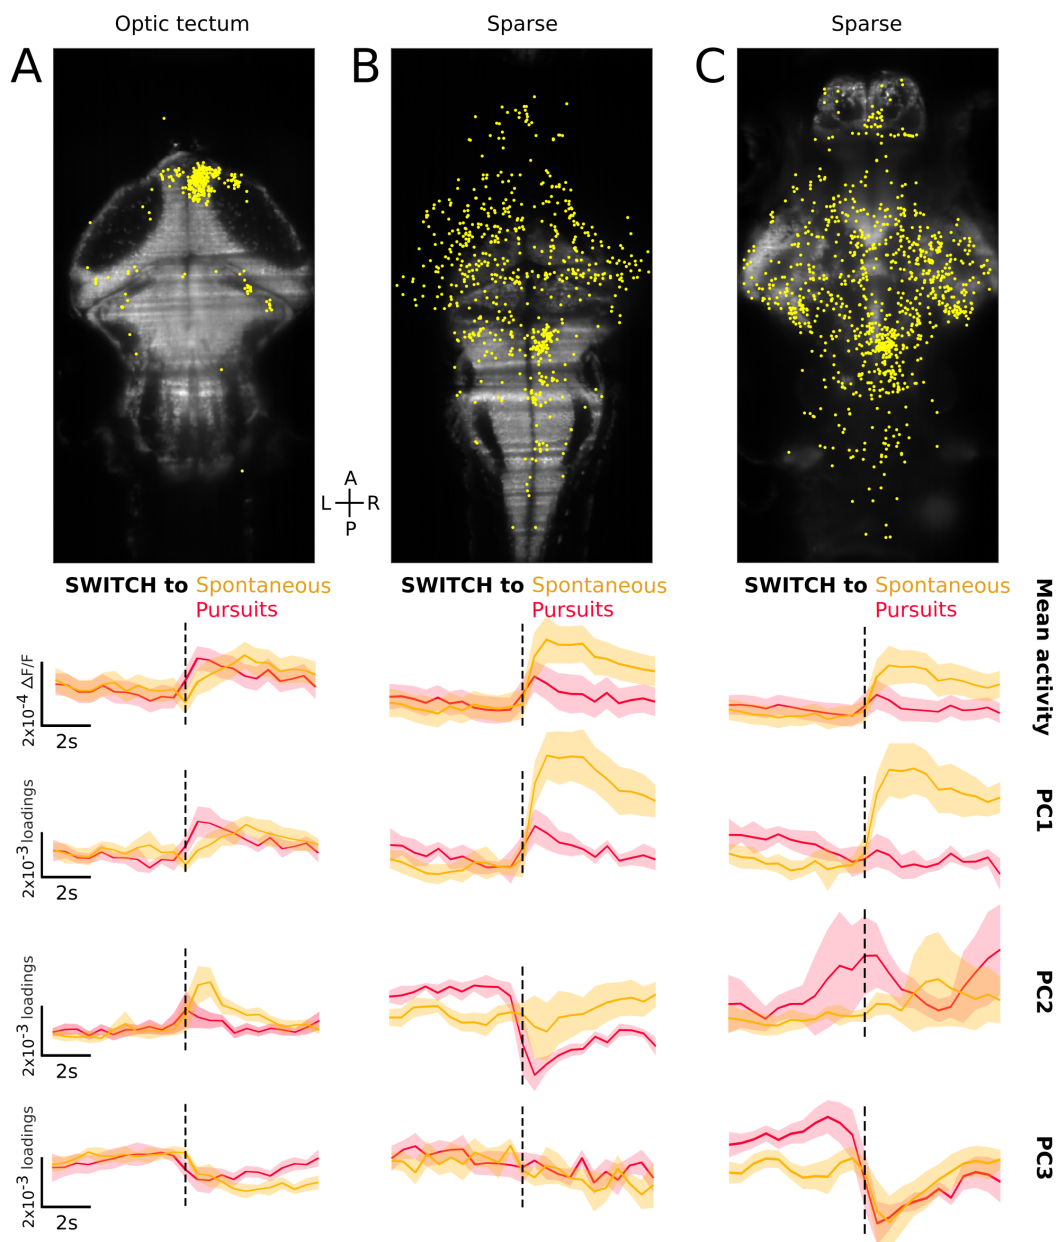 Optic tectum
Sparse
Sparse
A
B
C
A
L R
P
SWITCH to Spontaneous
Pursuits
SWITCH to Spontaneous
Pursuits
SWITCH to Spontaneous
Pursuits
Mean activity
2x10⁻⁴ ΔF/F
2s
PC1
2x10⁻³ loadings
2s
PC2
2x10⁻³ loadings
2s
PC3
2x10⁻³ loadings
2s